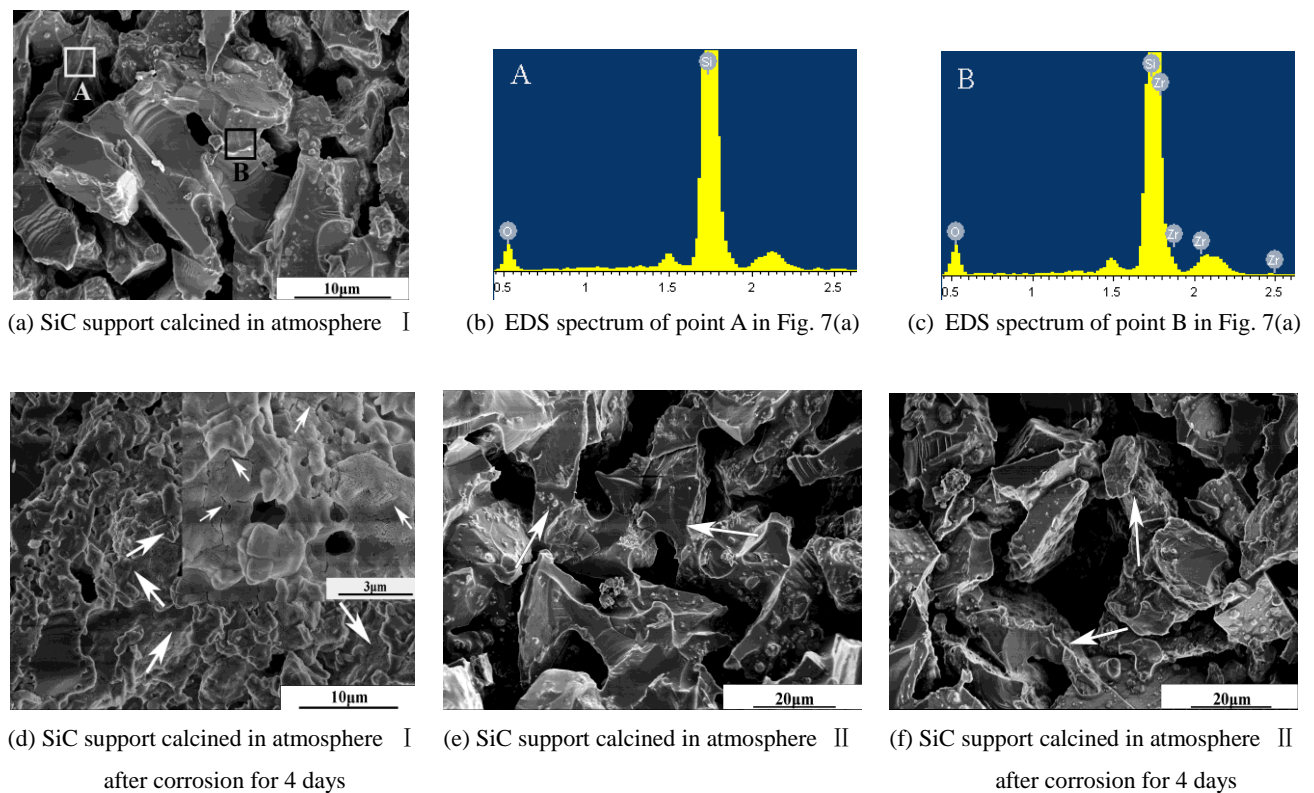 A
B
10μm
A
Si
O
0.5 1 1.5 2 2.5
B
Si
Zr
O
Zr
Zr
Zr
0.5 1 1.5 2 2.5
(a) SiC support calcined in atmosphere Ⅰ
(b) EDS spectrum of point A in Fig. 7(a)
(c) EDS spectrum of point B in Fig. 7(a)
3μm
10μm
20μm
20μm
(d) SiC support calcined in atmosphere Ⅰ
after corrosion for 4 days
(e) SiC support calcined in atmosphere Ⅱ
(f) SiC support calcined in atmosphere Ⅱ
after corrosion for 4 days